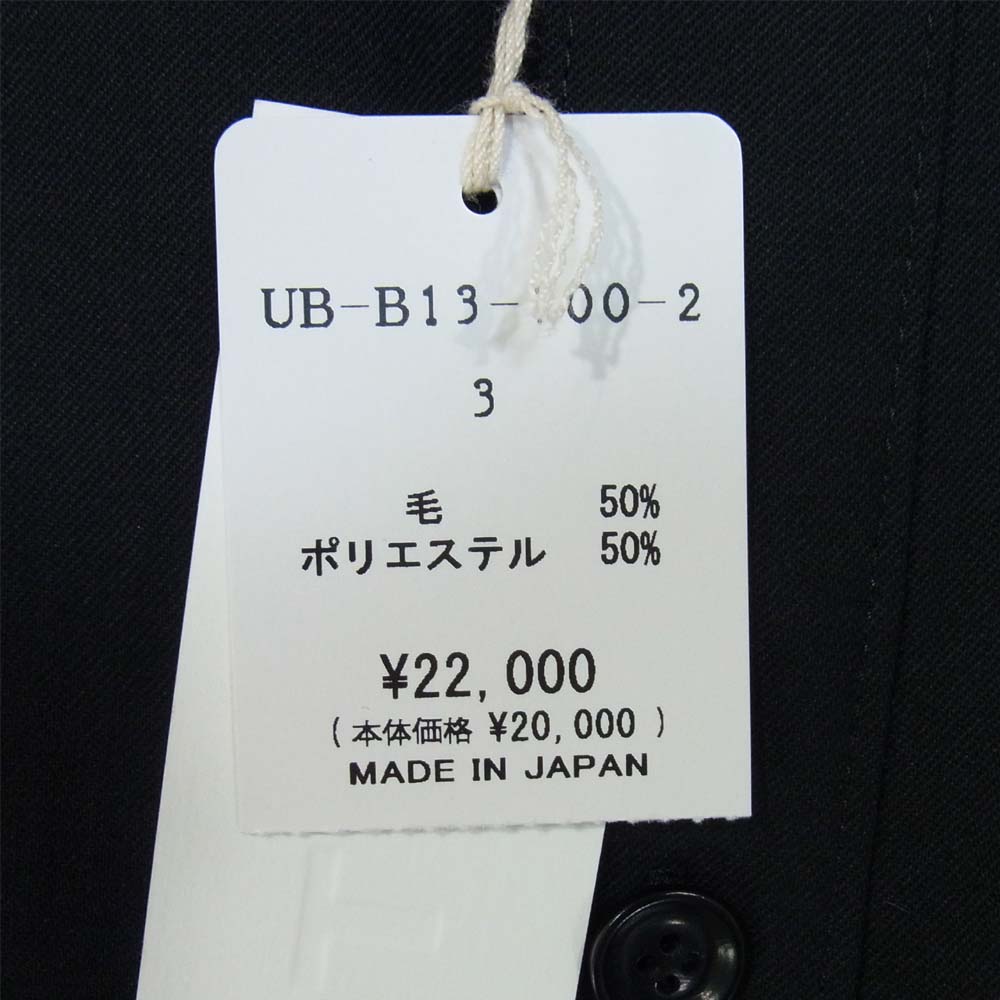 UB-B13-
00-2
3
毛 50%
ポリエステル 50%
¥22,000
(本体価格 ¥20,000)
MADE IN JAPAN